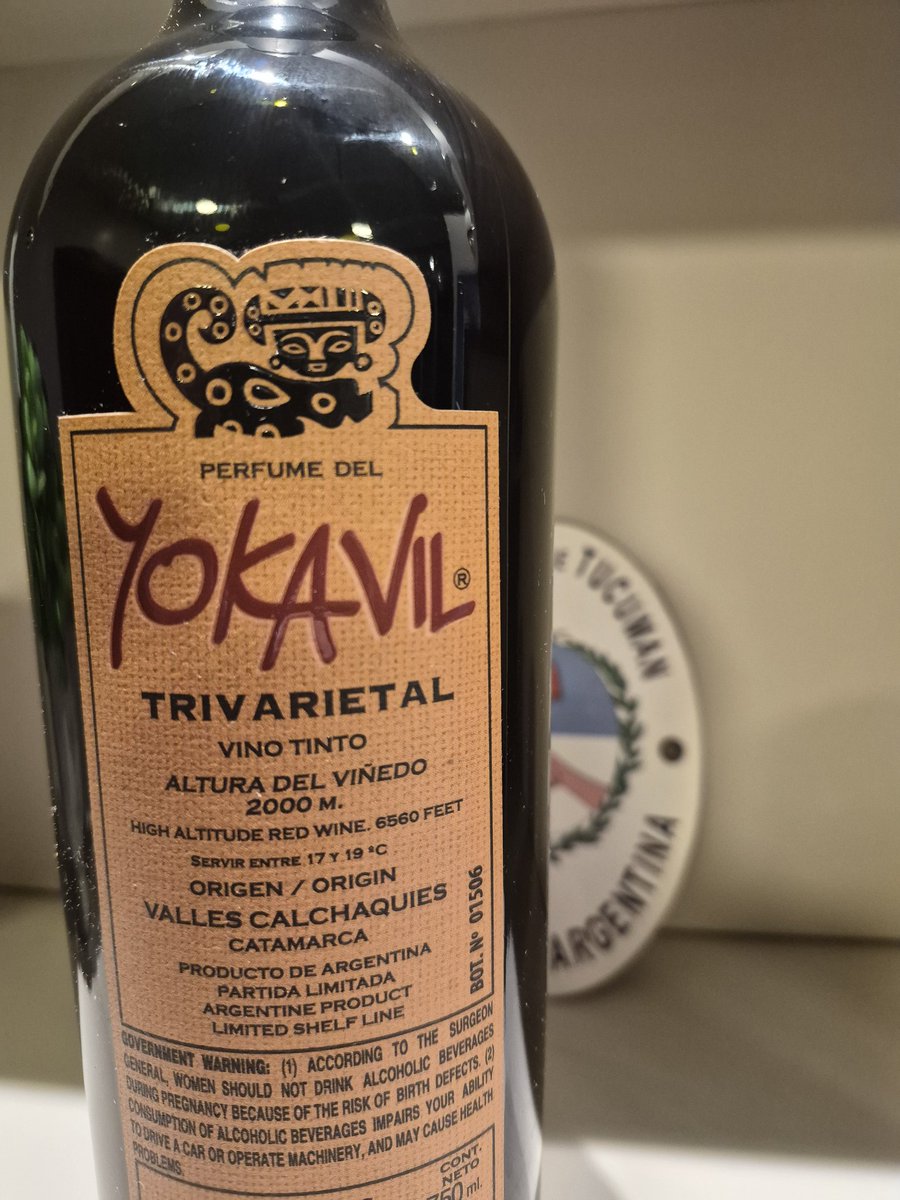 PERFUME DEL
YOKAVIL®
TRIVARIETAL
VINO TINTO
ALTURA DEL VIÑEDO
2000 M.
HIGH ALTITUDE RED WINE. 6560 FEET
SERVIR ENTRE 17 Y 19 ºC
ORIGEN / ORIGIN
VALLES CALCHAQUIES
CATAMARCA
PRODUCTO DE ARGENTINA
PARTIDA LIMITADA
ARGENTINE PRODUCT
LIMITED SHELF LINE
BOT. Nº 01506
GOVERNMENT WARNING: (1) ACCORDING TO THE SURGEON
GENERAL, WOMEN SHOULD NOT DRINK ALCOHOLIC BEVERAGES
DURING PREGNANCY BECAUSE OF THE RISK OF BIRTH DEFECTS. (2)
CONSUMPTION OF ALCOHOLIC BEVERAGES IMPAIRS YOUR ABILITY
TO DRIVE A CAR OR OPERATE MACHINERY, AND MAY CAUSE HEALTH
PROBLEMS
CONT.
NETO
750 ml.
TUCUMAN
ARGENTINA